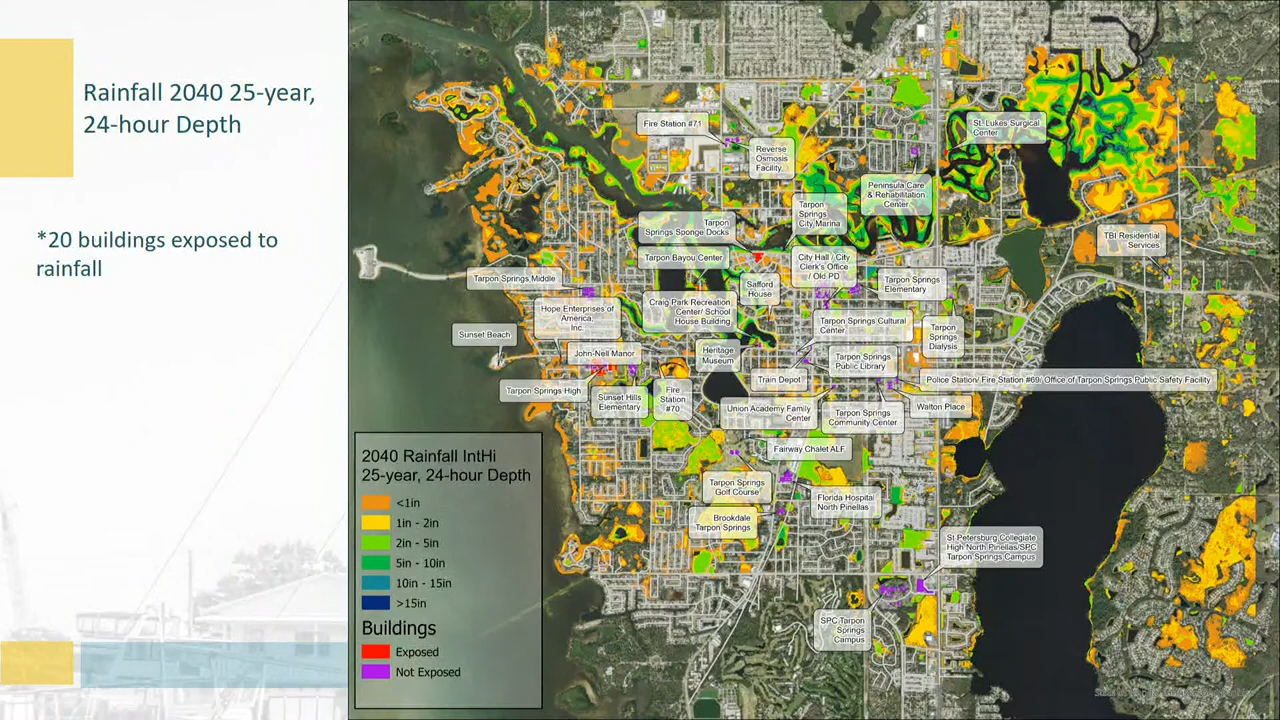 Rainfall 2040 25-year,
24-hour Depth
*20 buildings exposed to
rainfall
Fire Station #71
Reverse
Osmosis
Facility
St. Lukes Surgical
Center
Peninsula Care
& Rehabilitation
Center
Tarpon
Springs
City Marina
Tarpon
Springs Sponge Docks
TBI Residential
Services
Tarpon Bayou Center
City Hall / City
Clerk's Office
/ Old PD
Tarpon Springs Middle
Safford
House
Tarpon Springs
Elementary
Hope Enterprises of
America,
Inc.
Craig Park Recreation
Center/ School
House Building
Tarpon Springs Cultural
Center
Tarpon
Springs
Dialysis
Sunset Beach
John-Nell Manor
Heritage
Museum
Tarpon Springs
Public Library
Train Depot
Police Station/ Fire Station #69/ Office of Tarpon Springs Public Safety Facility
Tarpon Springs High
Sunset Hills
Elementary
Fire
Station
#70
Union Academy Family
Center
Tarpon Springs
Community Center
Walton Place
Fairway Chalet ALF
Tarpon Springs
Golf Course
Florida Hospital
North Pinellas
Brookdale
Tarpon Springs
St Petersburg Collegiate
High North Pinellas/SPC
Tarpon Springs Campus
SPC Tarpon
Springs
Campus
2040 Rainfall IntHi
25-year, 24-hour Depth
<1in
1in - 2in
2in - 5in
5in - 10in
10in - 15in
>15in
Buildings
Exposed
Not Exposed